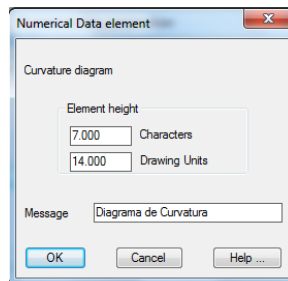 Numerical Data element
Curvature diagram
Element height
7.000 Characters
14.000 Drawing Units
Message Diagrama de Curvatura
OK Cancel Help ...